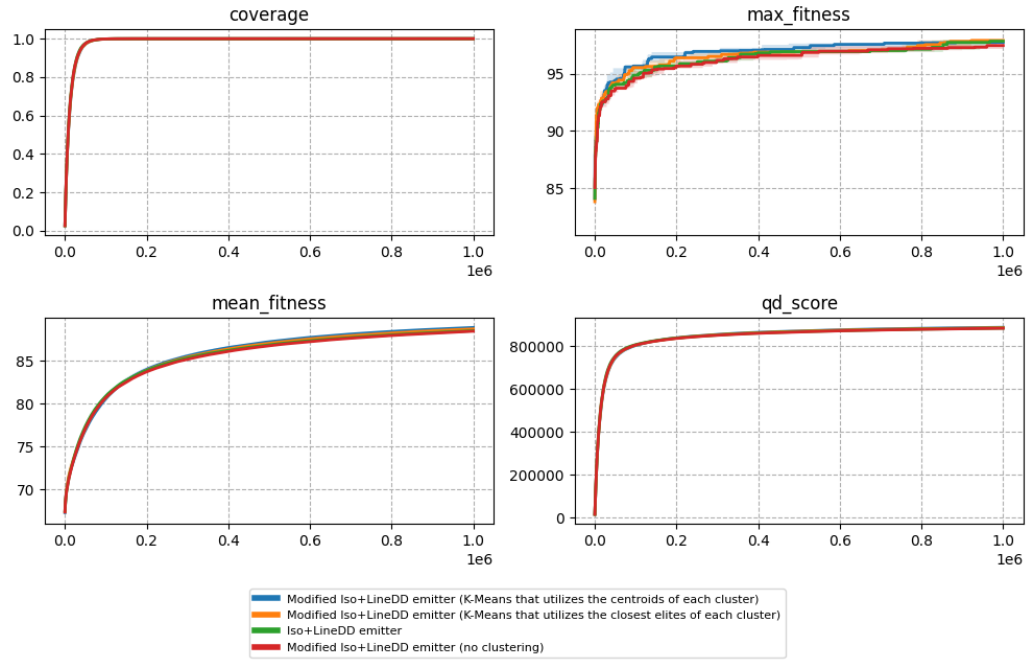 coverage
max_fitness
1.0
0.8
0.6
0.4
0.2
0.0
95
90
85
0.0 0.2 0.4 0.6 0.8 1.0
1e6
0.0 0.2 0.4 0.6 0.8 1.0
1e6
mean_fitness
qd_score
85
80
75
70
800000
600000
400000
200000
0
0.0 0.2 0.4 0.6 0.8 1.0
1e6
0.0 0.2 0.4 0.6 0.8 1.0
1e6
Modified Iso+LineDD emitter (K-Means that utilizes the centroids of each cluster)
Modified Iso+LineDD emitter (K-Means that utilizes the closest elites of each cluster)
Iso+LineDD emitter
Modified Iso+LineDD emitter (no clustering)